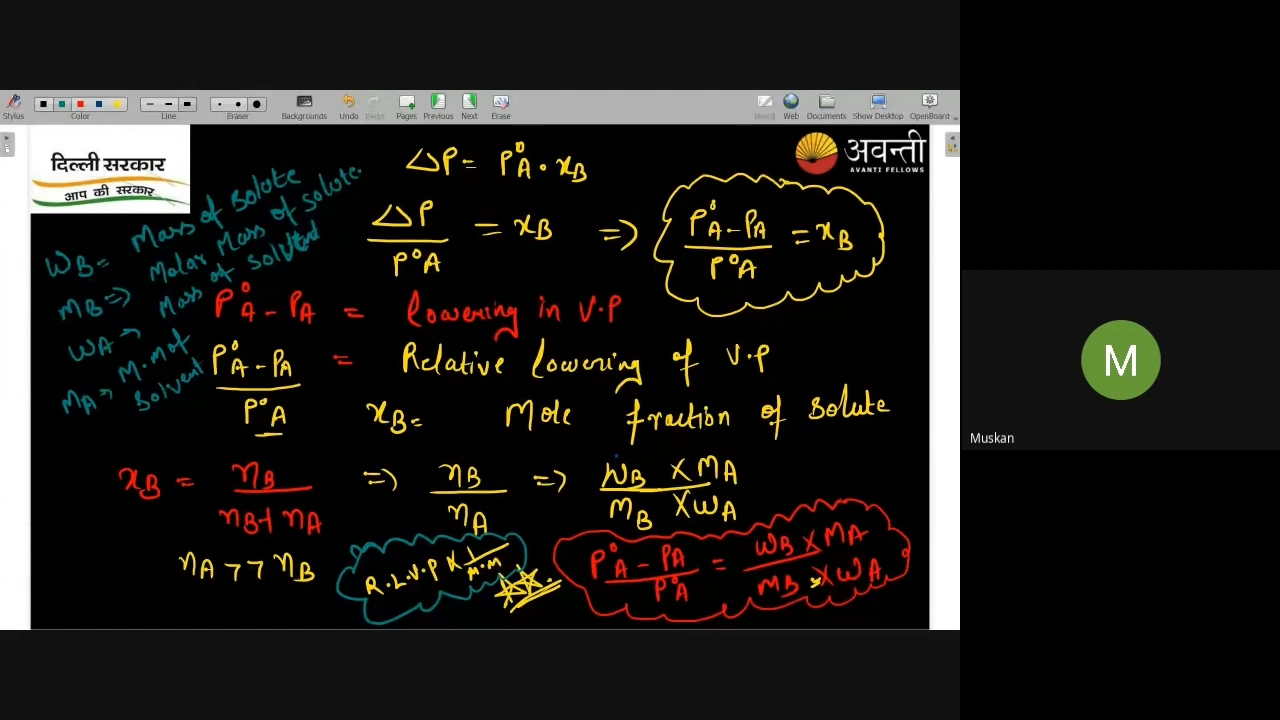 Stylus
Color
Line
Eraser
Backgrounds
Undo
Redo
Pages
Previous
Next
Erase
Board
Web
Documents
Show Desktop
OpenBoard
दिल्ली सरकार
आप की सरकार
अवन्ती
AVANTI FELLOWS
ΔP = P°A · xB
ΔP / P°A = xB => P°A - PA / P°A = xB
WB = Mass of solute
MB => Molar Mass of solute.
WA -> Mass of solvent
MA -> M.M of solvent
P°A - PA = lowering in V.P
P°A - PA / P°A = Relative lowering of V.P
xB = Mole fraction of solute
xB = nB / nB + nA => nB / nA => WB × MA / MB × WA
nA >> nB
R.L.V.P ∝ 1 / M.M
P°A - PA / P°A = WB × MA / MB × WA
M
Muskan